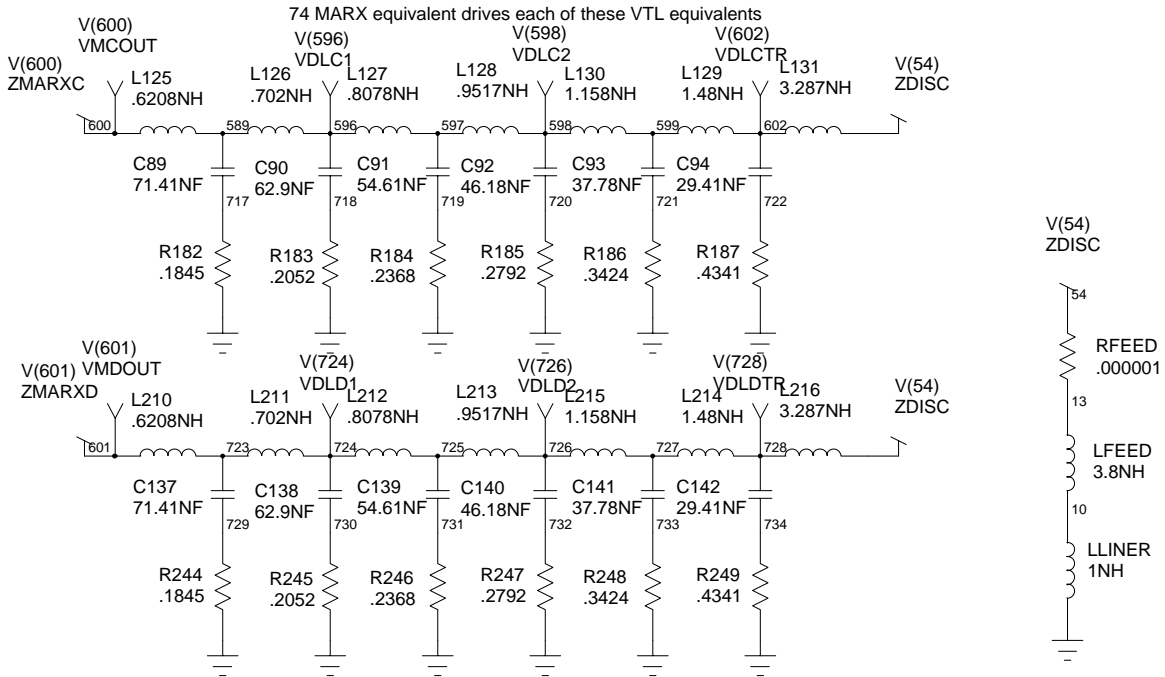 74 MARX equivalent drives each of these VTL equivalents
V(600)
VMCOUT
V(600)
ZMARXC
L125
.6208NH
L126
.702NH
V(596)
VDLC1
L127
.8078NH
L128
.9517NH
V(598)
VDLC2
L130
1.158NH
L129
1.48NH
V(602)
VDLCTR
L131
3.287NH
V(54)
ZDISC
600
589
596
597
598
599
602
C89
71.41NF
C90
62.9NF
C91
54.61NF
C92
46.18NF
C93
37.78NF
C94
29.41NF
717
718
719
720
721
722
R182
.1845
R183
.2052
R184
.2368
R185
.2792
R186
.3424
R187
.4341
V(601)
VMDOUT
V(601)
ZMARXD
L210
.6208NH
L211
.702NH
V(724)
VDLD1
L212
.8078NH
L213
.9517NH
V(726)
VDLD2
L215
1.158NH
L214
1.48NH
V(728)
VDLDTR
L216
3.287NH
V(54)
ZDISC
601
723
724
725
726
727
728
C137
71.41NF
C138
62.9NF
C139
54.61NF
C140
46.18NF
C141
37.78NF
C142
29.41NF
729
730
731
732
733
734
R244
.1845
R245
.2052
R246
.2368
R247
.2792
R248
.3424
R249
.4341
V(54)
ZDISC
54
RFEED
.000001
13
LFEED
3.8NH
10
LLINER
1NH